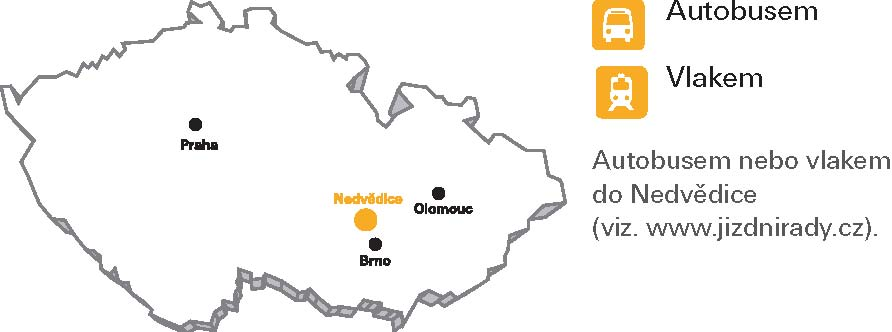 Autobusem
Vlakem
Praha
Nedvědice
Olomouc
Brno
Autobusem nebo vlakem
do Nedvědice
(viz. www.jizdnirady.cz).